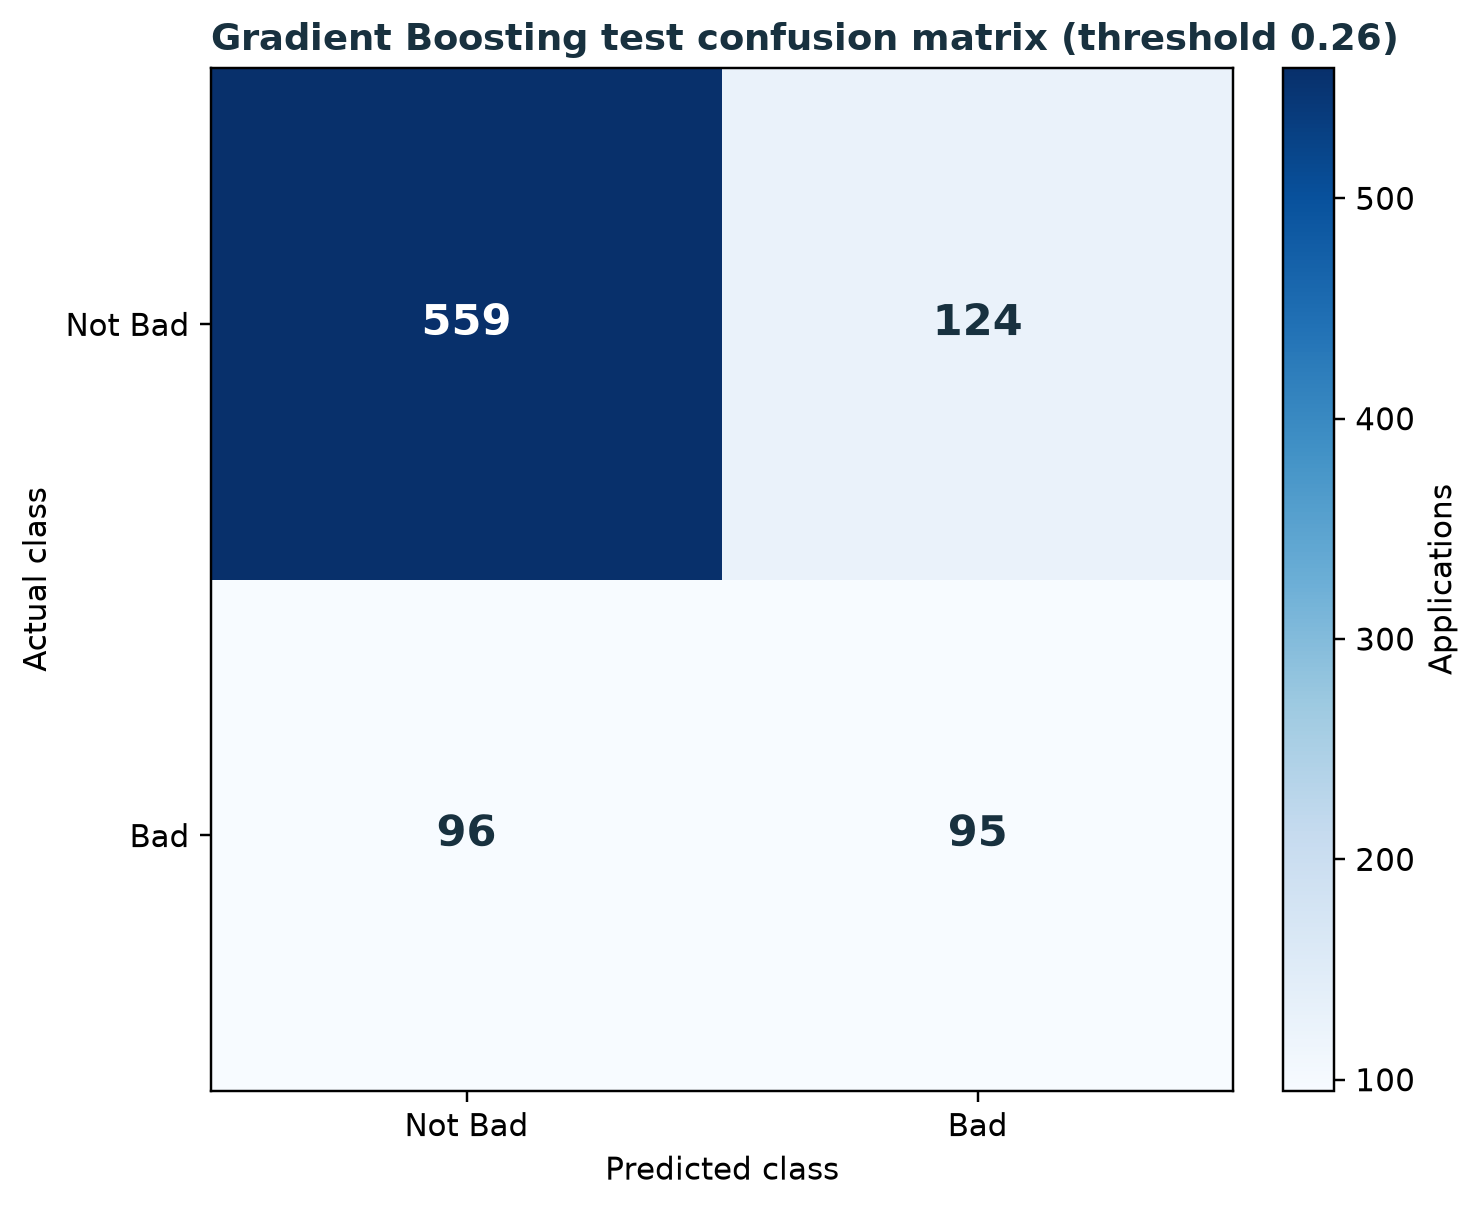 Gradient Boosting test confusion matrix (threshold 0.26)
Actual class
Not Bad
Bad
559
124
96
95
Not Bad
Bad
Predicted class
500
400
300
200
100
Applications